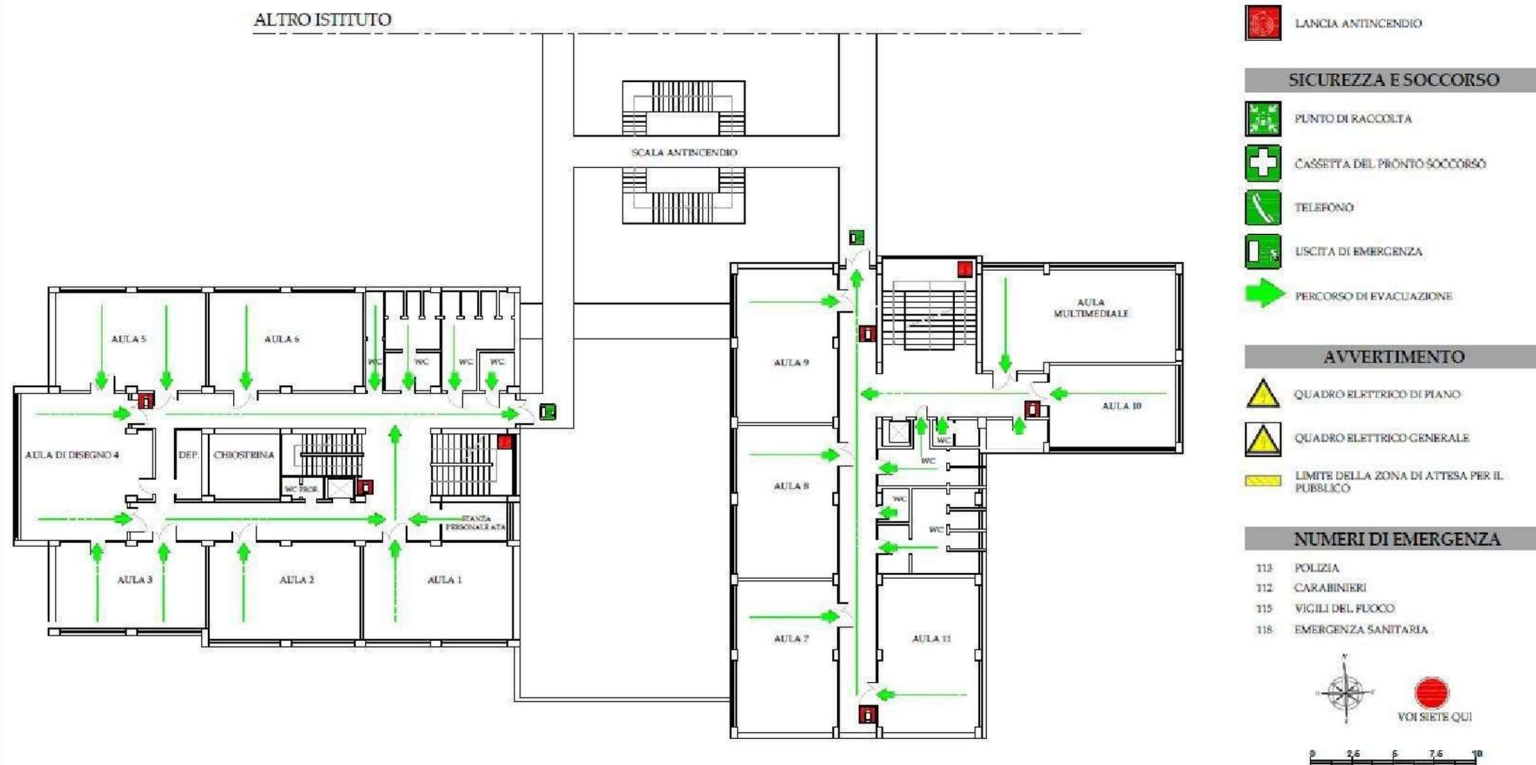 ALTRO ISTITUTO
SCALA ANTINCENDIO
AULA 5
AULA 6
WC
WC
WC
WC
AULA DI DISEGNO 4
DEP.
CHIOSTRINA
WC PROF.
STANZA
PERSONALE ATA
AULA 3
AULA 2
AULA 1
AULA 9
AULA
MULTIMEDIALE
AULA 10
AULA 8
WC
WC
WC
WC
AULA 7
AULA 11
LANCIA ANTINCENDIO
SICUREZZA E SOCCORSO
PUNTO DI RACCOLTA
CASSETTA DEL PRONTO SOCCORSO
TELEFONO
USCITA DI EMERGENZA
PERCORSO DI EVACUAZIONE
AVVERTIMENTO
QUADRO ELETTRICO DI PIANO
QUADRO ELETTRICO GENERALE
LIMITE DELLA ZONA DI ATTESA PER IL
PUBBLICO
NUMERI DI EMERGENZA
113 POLIZIA
112 CARABINIERI
115 VIGILI DEL FUOCO
118 EMERGENZA SANITARIA
VOI SIETE QUI
0 2,5 5 7,5 10